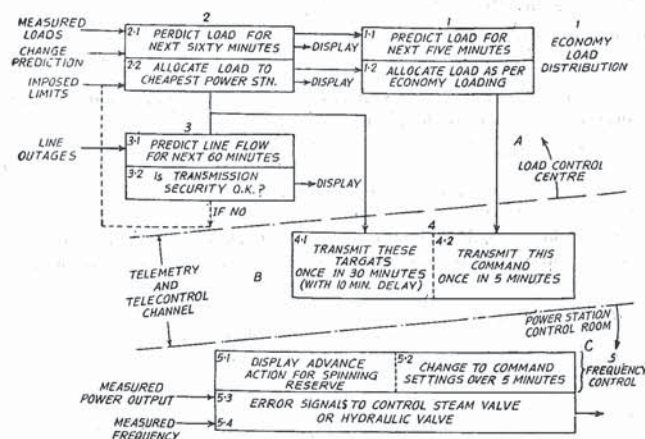 MEASURED LOADS
CHANGE PREDICTION
IMPOSED LIMITS
2
2·1 PERDICT LOAD FOR
NEXT SIXTY MINUTES
DISPLAY
2·2 ALLOCATE LOAD TO
CHEAPEST POWER STN.
DISPLAY
1
1·1 PREDICT LOAD FOR
NEXT FIVE MINUTES
1·2 ALLOCATE LOAD AS PER
ECONOMY LOADING
1
ECONOMY
LOAD
DISTRIBUTION
LINE
OUTAGES
3
3·1 PREDICT LINE FLOW
FOR NEXT 60 MINUTES
3·2 IS TRANSMISSION
SECURITY O.K.?
DISPLAY
IF NO
A
LOAD CONTROL
CENTRE
TELEMETRY
AND
TELECONTROL
CHANNEL
B
4
4·1 TRANSMIT THESE
TARGATS
ONCE IN 30 MINUTES
(WITH 10 MIN. DELAY)
4·2 TRANSMIT THIS
COMMAND
ONCE IN 5 MINUTES
POWER STATION
CONTROL ROOM
C
5
FREQUENCY
CONTROL
5·1 DISPLAY ADVANCE
ACTION FOR SPINNING
RESERVE
5·2 CHANGE TO COMMAND
SETTINGS OVER 5 MINUTES
MEASURED
POWER OUTPUT
MEASURED
FREQUENCY
5·3
5·4
ERROR SIGNALS TO CONTROL STEAM VALVE
OR HYDRAULIC VALVE